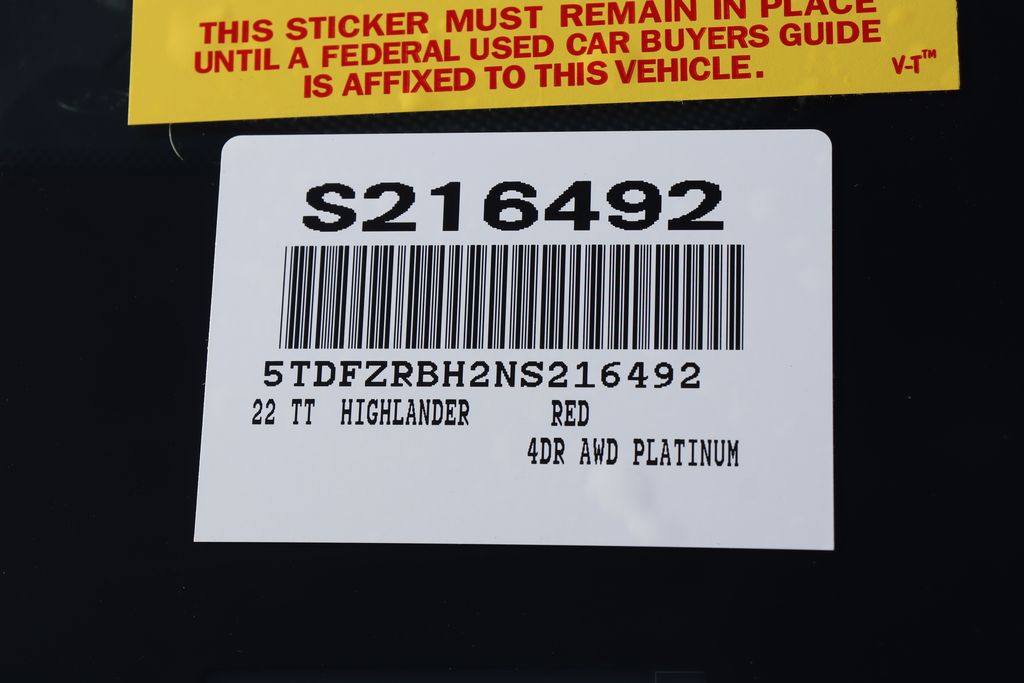 THIS STICKER MUST REMAIN IN PLACE
UNTIL A FEDERAL USED CAR BUYERS GUIDE
IS AFFIXED TO THIS VEHICLE.
V-T™
S216492
5TDFZRBH2NS216492
22 TT HIGHLANDER RED
4DR AWD PLATINUM